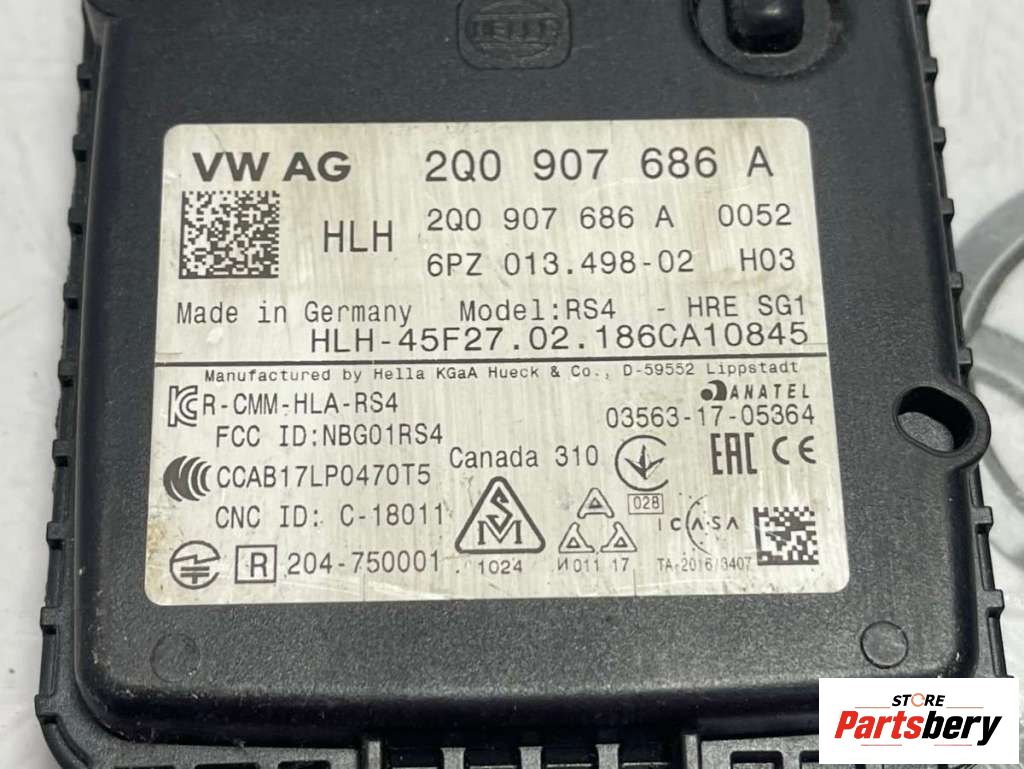 HELLA
VW AG 2Q0 907 686 A
HLH 2Q0 907 686 A 0052
6PZ 013.498-02 H03
Made in Germany Model:RS4 - HRE SG1
HLH-45F27.02.186CA10845
Manufactured by Hella KGaA Hueck & Co., D-59552 Lippstadt
R-CMM-HLA-RS4 ANATEL
03563-17-05364
FCC ID:NBG01RS4
CCAB17LP0470T5 Canada 310 EAC CE
028
CNC ID: C-18011 SM ICASA
R 204-750001 1024 И011 17 TA-2016/3407
STORE
Partsbery